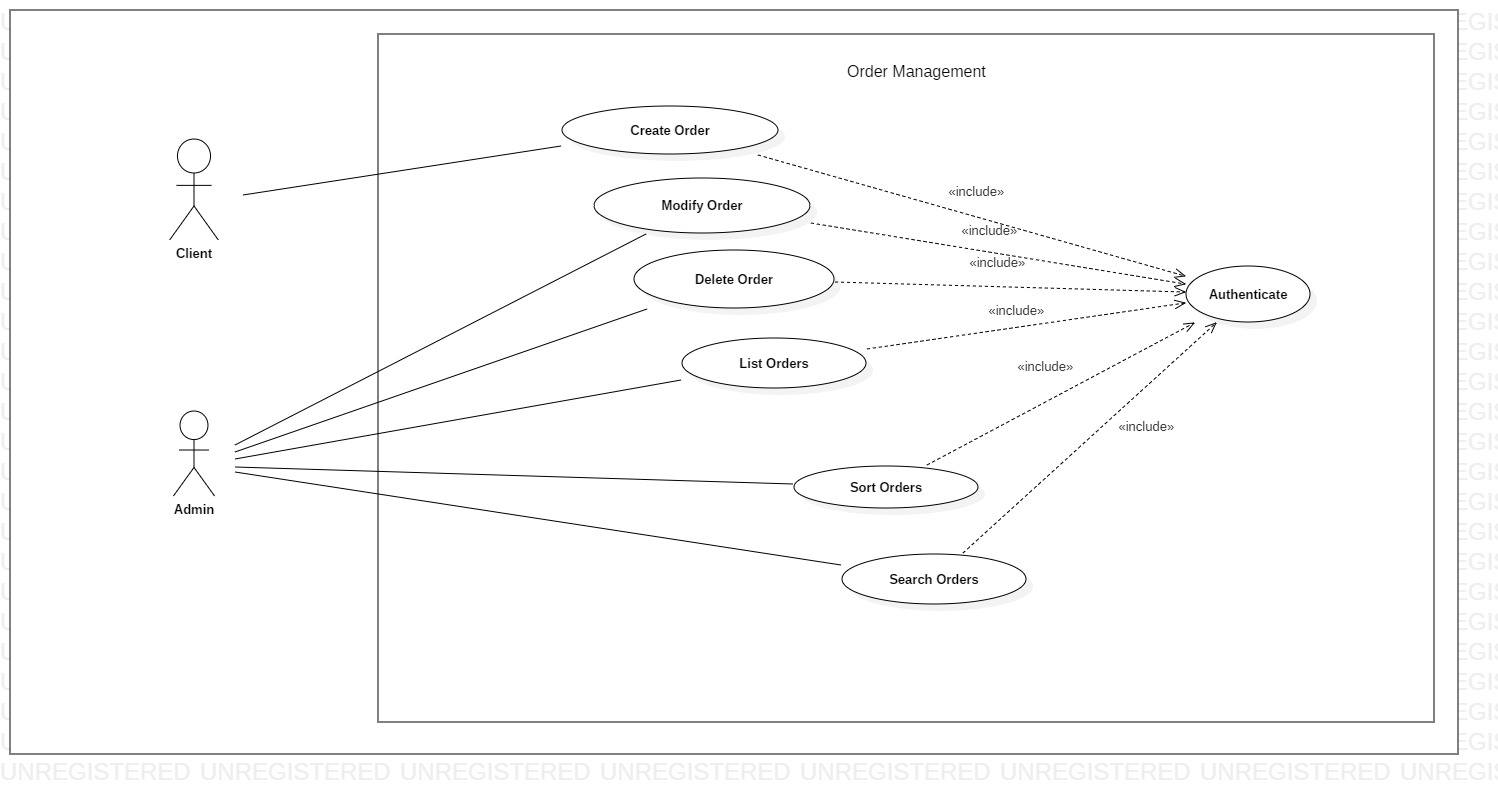 Order Management
Create Order
«include»
Modify Order
«include»
Client
«include»
Delete Order
Authenticate
«include»
List Orders
«include»
«include»
Sort Orders
Admin
Search Orders
UNREGISTERED UNREGISTERED UNREGISTERED UNREGISTERED UNREGISTERED UNREGISTERED UNREGISTERED UNREGIS